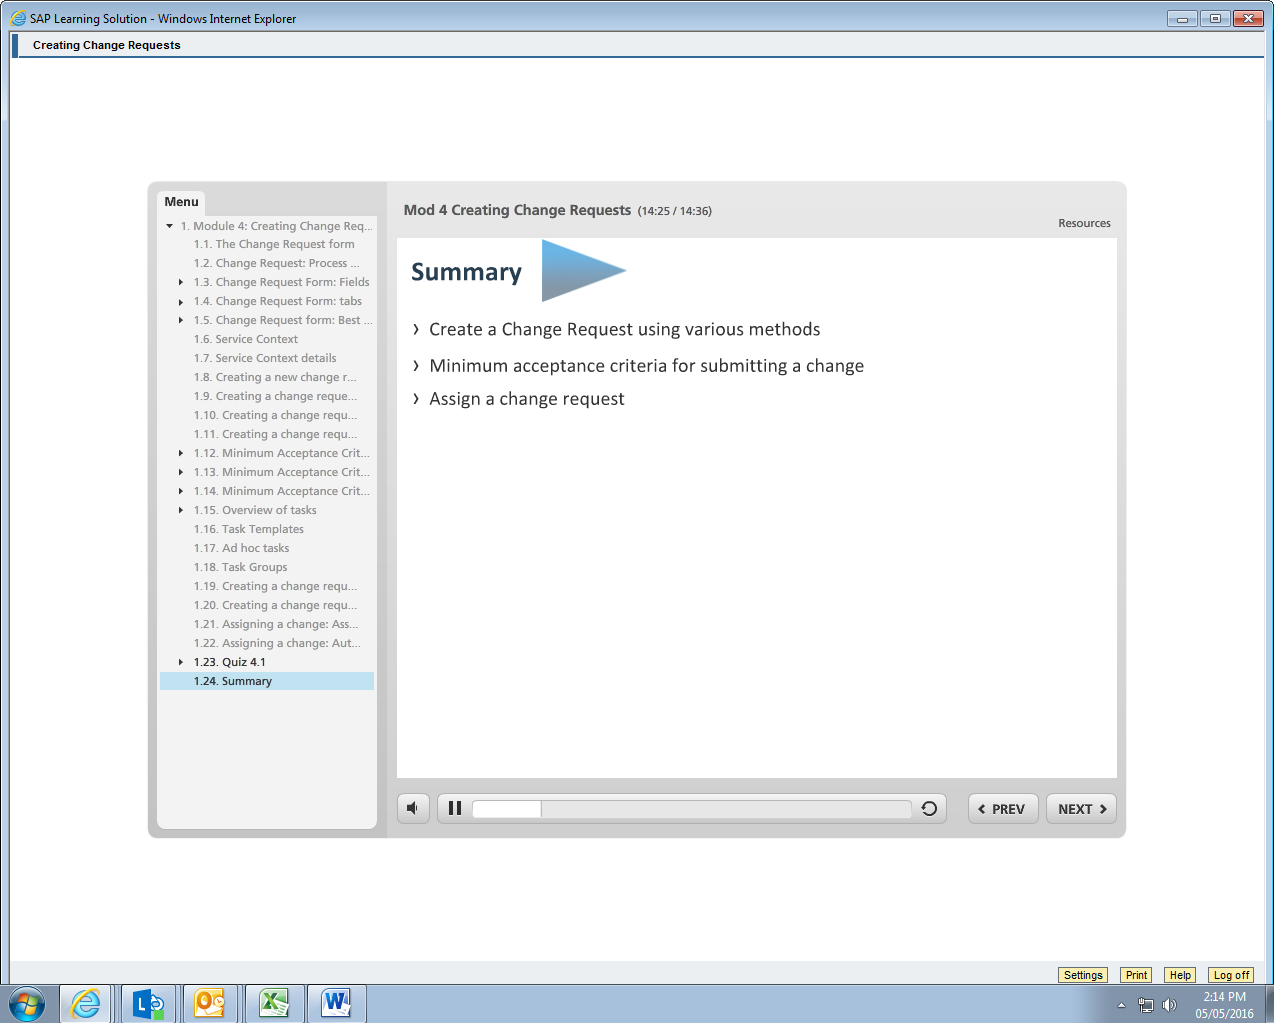 SAP Learning Solution - Windows Internet Explorer
Creating Change Requests
Menu
1. Module 4: Creating Change Req...
1.1. The Change Request form
1.2. Change Request: Process ...
1.3. Change Request Form: Fields
1.4. Change Request Form: tabs
1.5. Change Request form: Best ...
1.6. Service Context
1.7. Service Context details
1.8. Creating a new change r...
1.9. Creating a change reque...
1.10. Creating a change requ...
1.11. Creating a change requ...
1.12. Minimum Acceptance Crit...
1.13. Minimum Acceptance Crit...
1.14. Minimum Acceptance Crit...
1.15. Overview of tasks
1.16. Task Templates
1.17. Ad hoc tasks
1.18. Task Groups
1.19. Creating a change requ...
1.20. Creating a change requ...
1.21. Assigning a change: Ass...
1.22. Assigning a change: Aut...
1.23. Quiz 4.1
1.24. Summary
Mod 4 Creating Change Requests (14:25 / 14:36)
Resources
Summary
› Create a Change Request using various methods
› Minimum acceptance criteria for submitting a change
› Assign a change request
PREV NEXT
Settings Print Help Log off
2:14 PM
05/05/2016